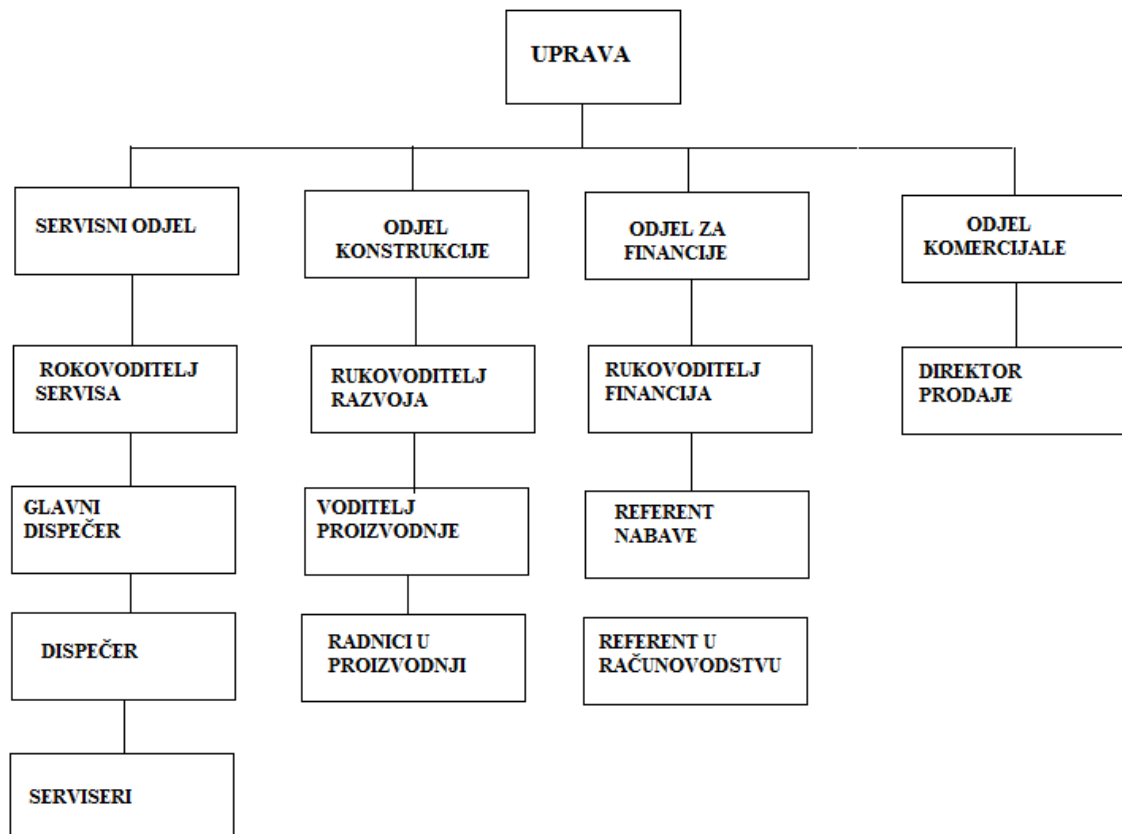 UPRAVA
SERVISNI ODJEL
ODJEL
KONSTRUKCIJE
ODJEL ZA
FINANCIJE
ODJEL
KOMERCIJALE
ROKOVODITELJ
SERVISA
RUKOVODITELJ
RAZVOJA
RUKOVODITELJ
FINANCIJA
DIREKTOR
PRODAJE
GLAVNI
DISPEČER
VODITELJ
PROIZVODNJE
REFERENT
NABAVE
DISPEČER
RADNICI U
PROIZVODNJI
REFERENT U
RAČUNOVODSTVU
SERVISERI